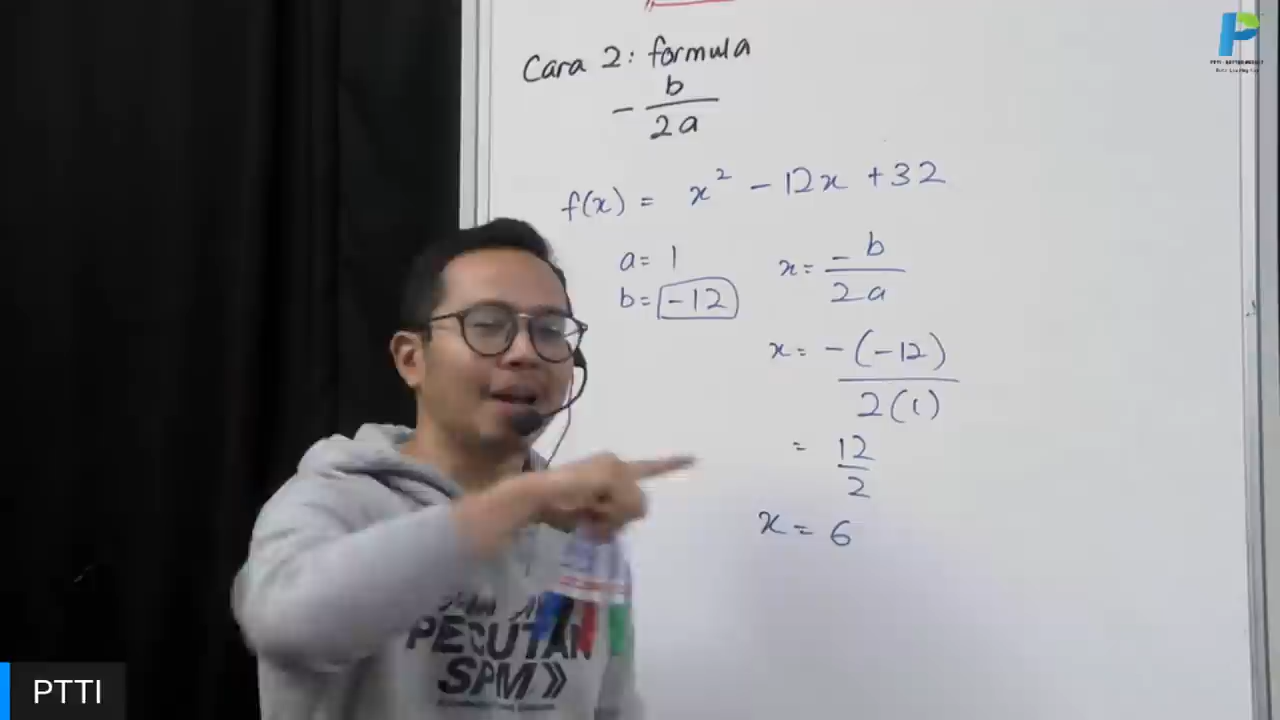 Cara 2: formula
- b
2a
f(x) = x² - 12x + 32
a = 1
b = -12
x = -b
2a
x = -(-12)
2(1)
= 12
2
x = 6
PECUTAN
SPM
PTTI